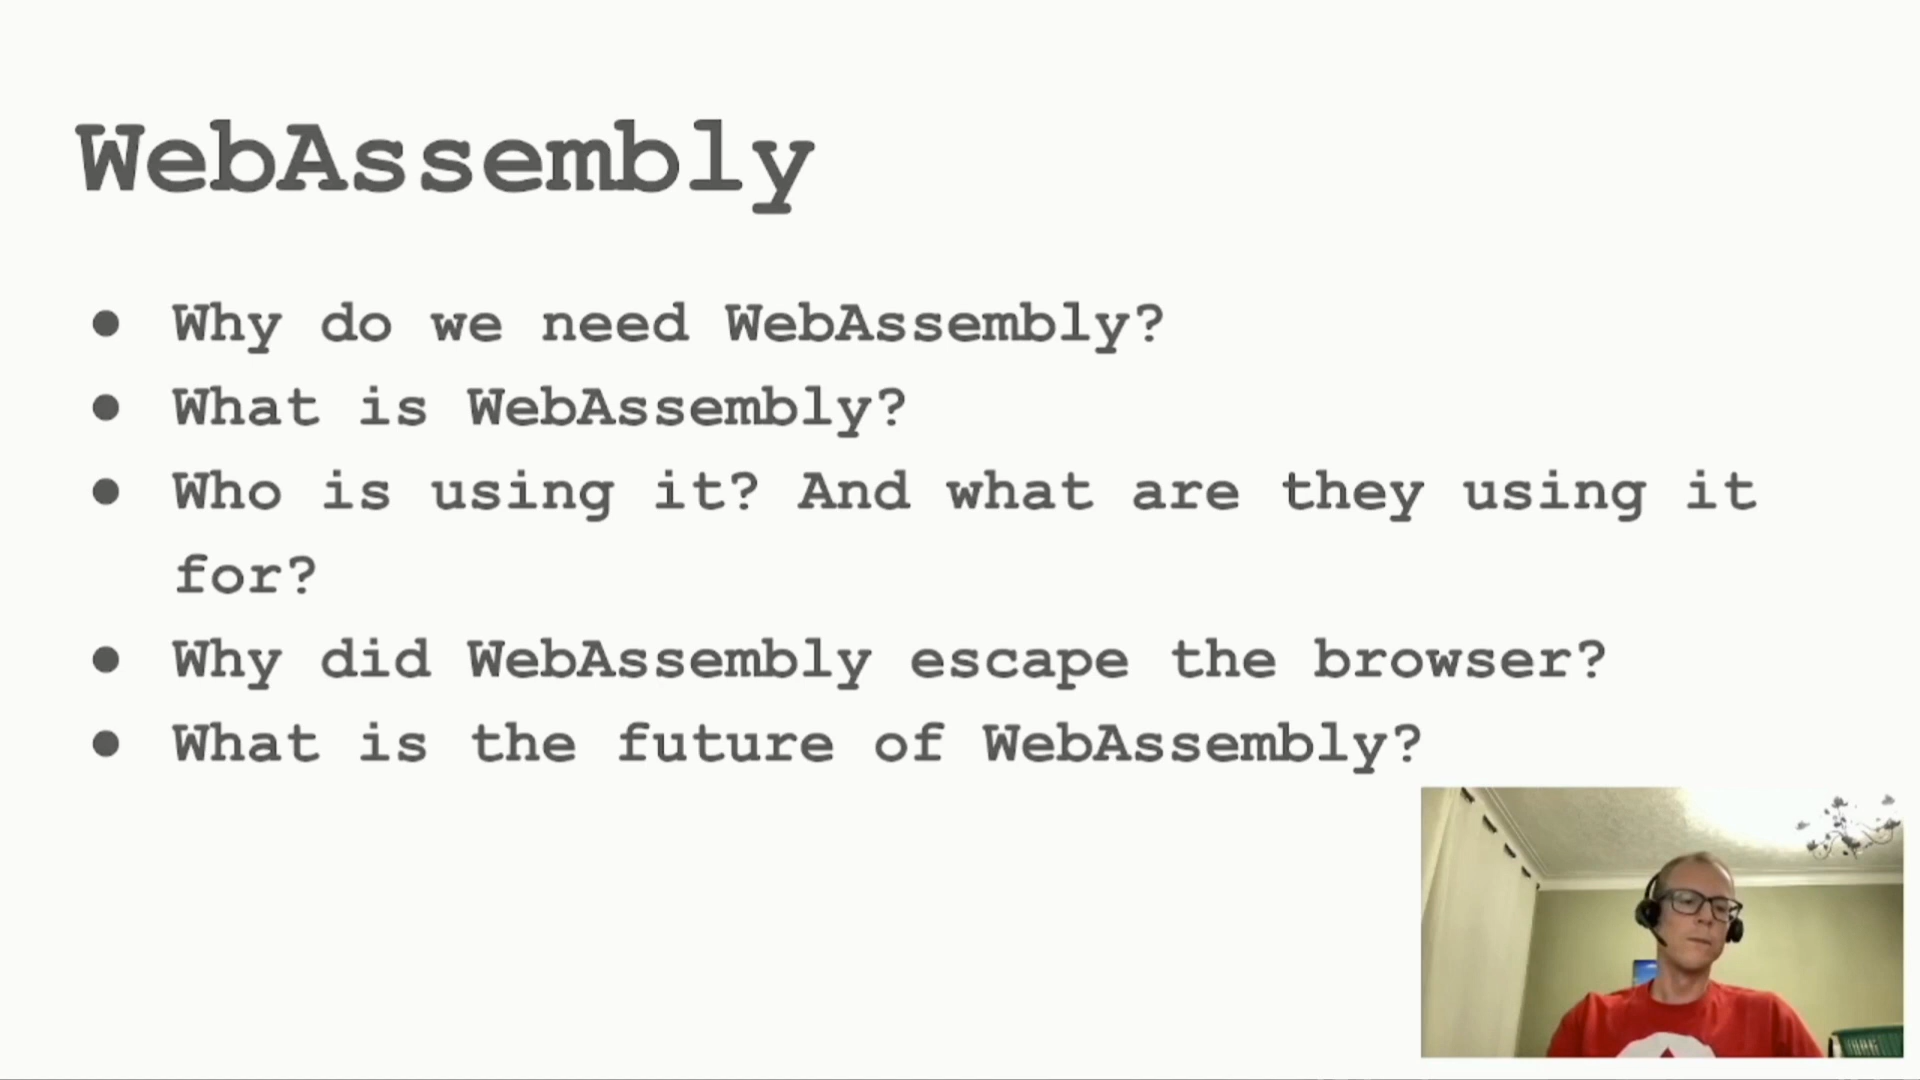 WebAssembly
● Why do we need WebAssembly?
● What is WebAssembly?
● Who is using it? And what are they using it
for?
● Why did WebAssembly escape the browser?
● What is the future of WebAssembly?